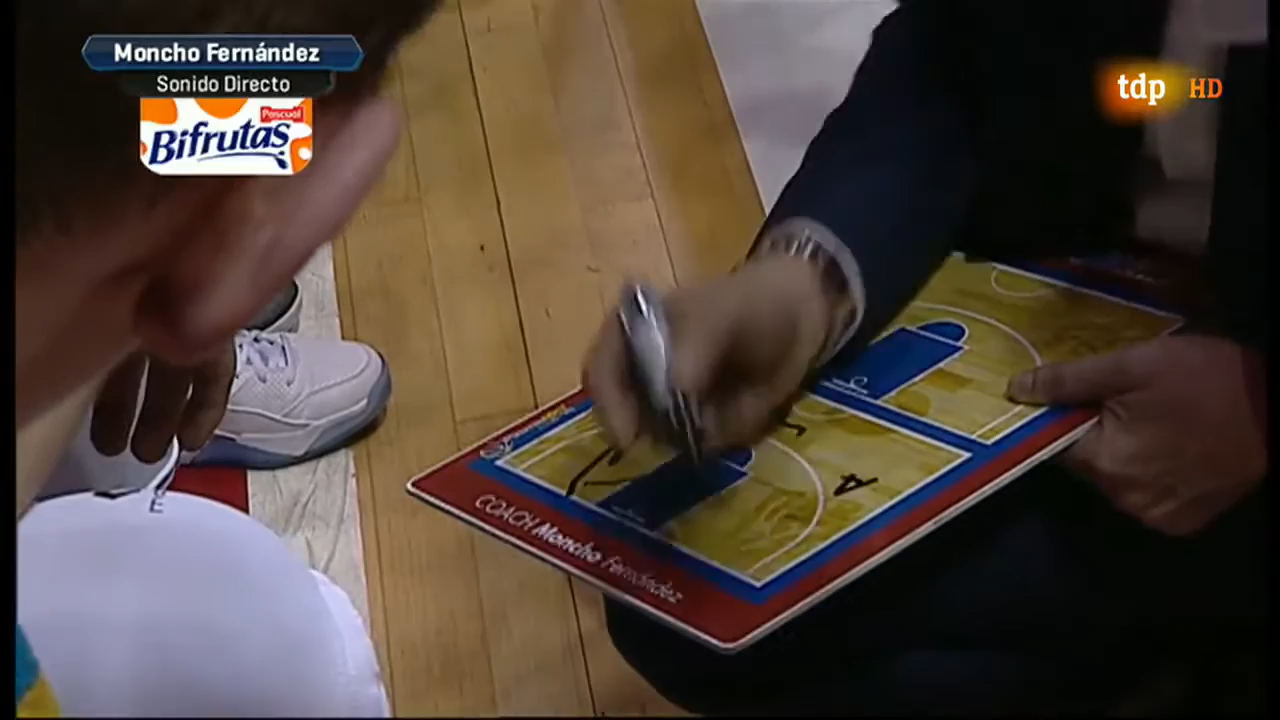 Moncho Fernández
Sonido Directo
Pascual
Bifrutas
tdp HD
COACH Moncho Fernández
4